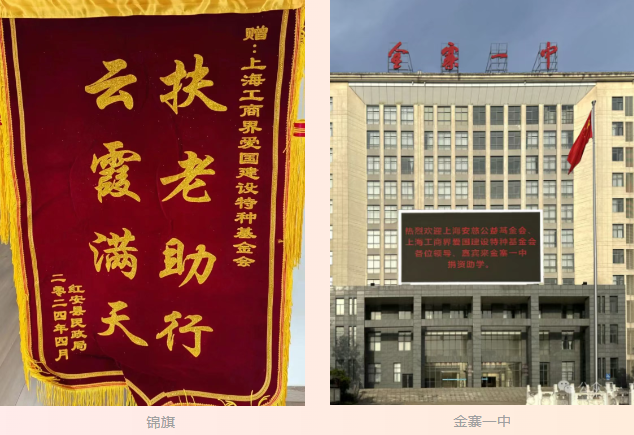 赠：上海工商界爱国建设特种基金会
扶老助行
云霞满天
红安县民政局
二零二四年四月
金寨一中
热烈欢迎上海安济公益基金会、
上海工商界爱国建设特种基金会
各位领导、嘉宾莅金寨一中
捐资助学。
锦旗
金寨一中